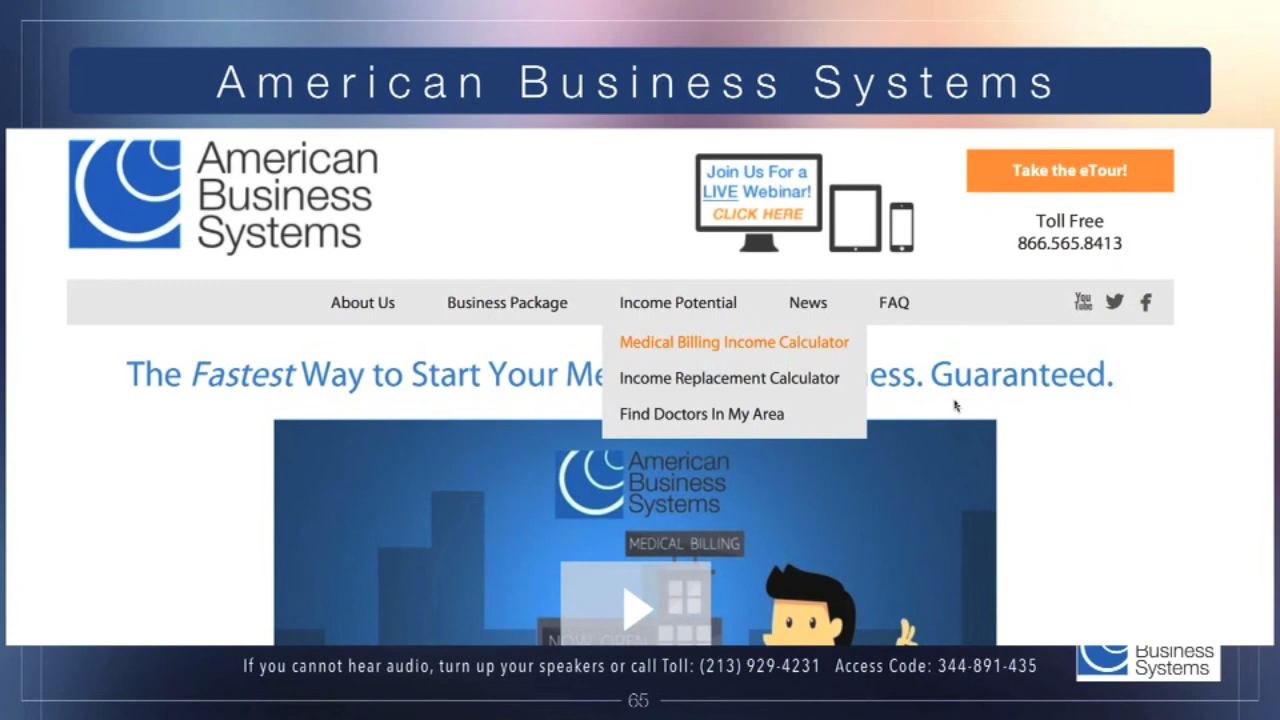 American Business Systems
American
Business
Systems
Join Us For a
LIVE Webinar!
CLICK HERE
Take the eTour!
Toll Free
866.565.8413
About Us Business Package Income Potential News FAQ You Tube
Medical Billing Income Calculator
Income Replacement Calculator
Find Doctors In My Area
The Fastest Way to Start Your Me ess. Guaranteed.
American
Business
Systems
MEDICAL BILLING
NOW OPEN
Business
Systems
If you cannot hear audio, turn up your speakers or call Toll: (213) 929-4231 Access Code: 344-891-435
65